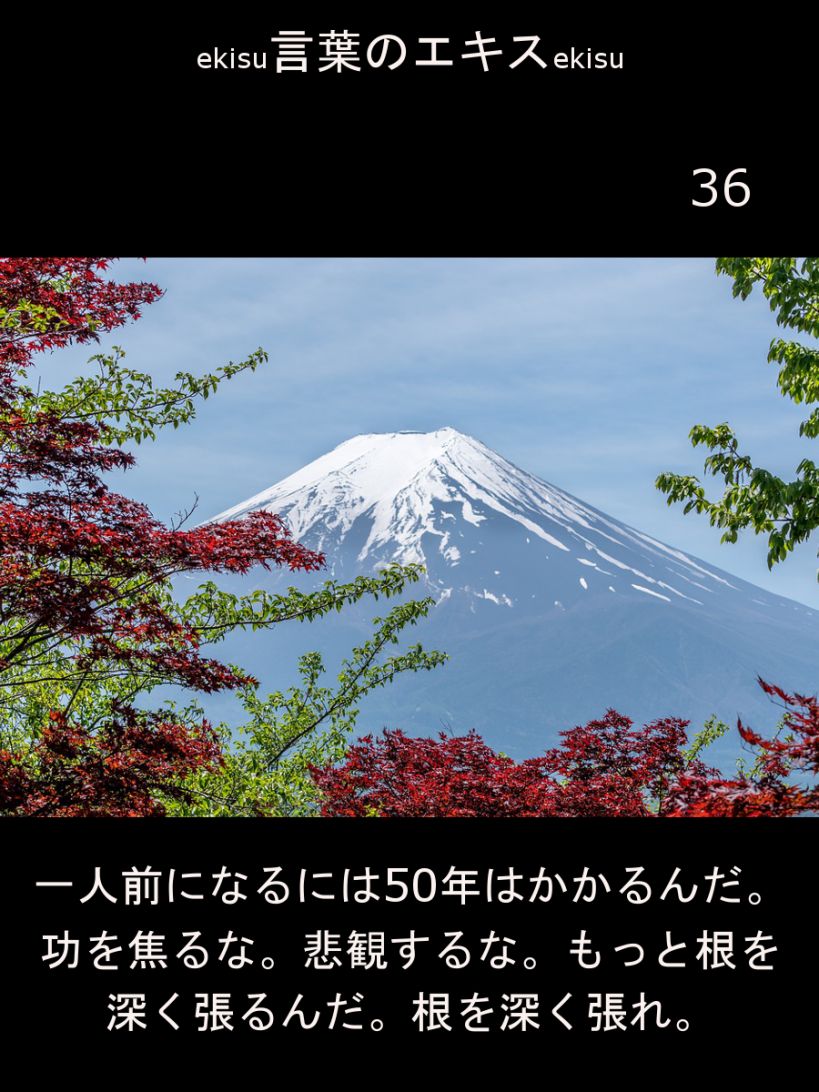 ekisu言葉のエキスekisu
36
一人前になるには50年はかかるんだ。
功を焦るな。悲観するな。もっと根を
深く張るんだ。根を深く張れ。